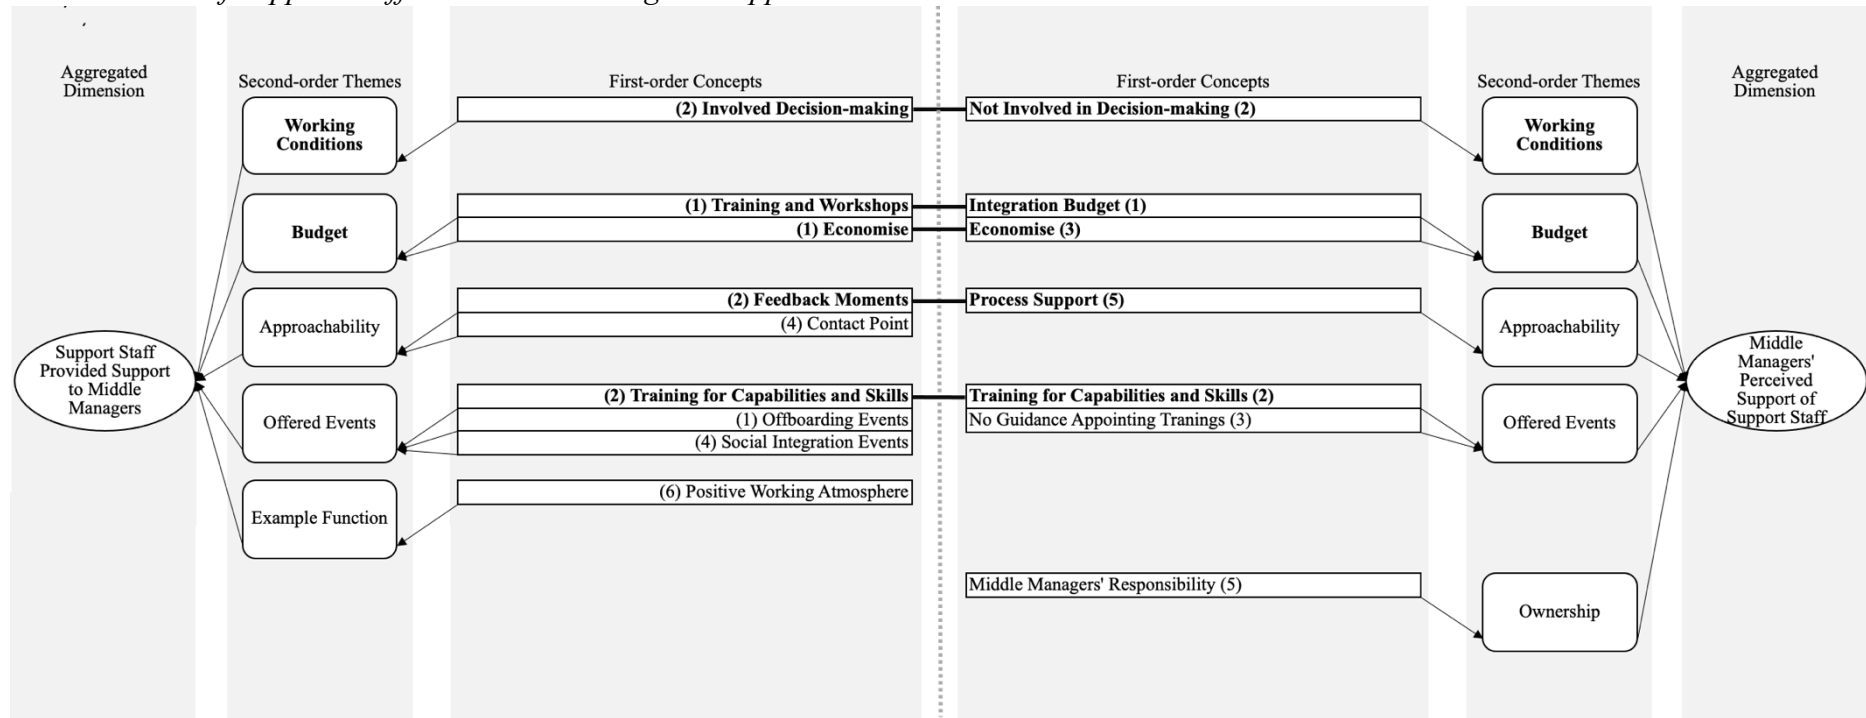 Aggregated
Dimension
Second-order Themes
First-order Concepts
First-order Concepts
Second-order Themes
Aggregated
Dimension
Working
Conditions
(2) Involved Decision-making
Not Involved in Decision-making (2)
Working
Conditions
Budget
(1) Training and Workshops
(1) Economise
Integration Budget (1)
Economise (3)
Budget
Approachability
(2) Feedback Moments
(4) Contact Point
Process Support (5)
Approachability
Support Staff
Provided Support
to Middle
Managers
Middle
Managers'
Perceived
Support of
Support Staff
Offered Events
(2) Training for Capabilities and Skills
(1) Offboarding Events
(4) Social Integration Events
Training for Capabilities and Skills (2)
No Guidance Appointing Tranings (3)
Offered Events
Example Function
(6) Positive Working Atmosphere
Middle Managers' Responsibility (5)
Ownership